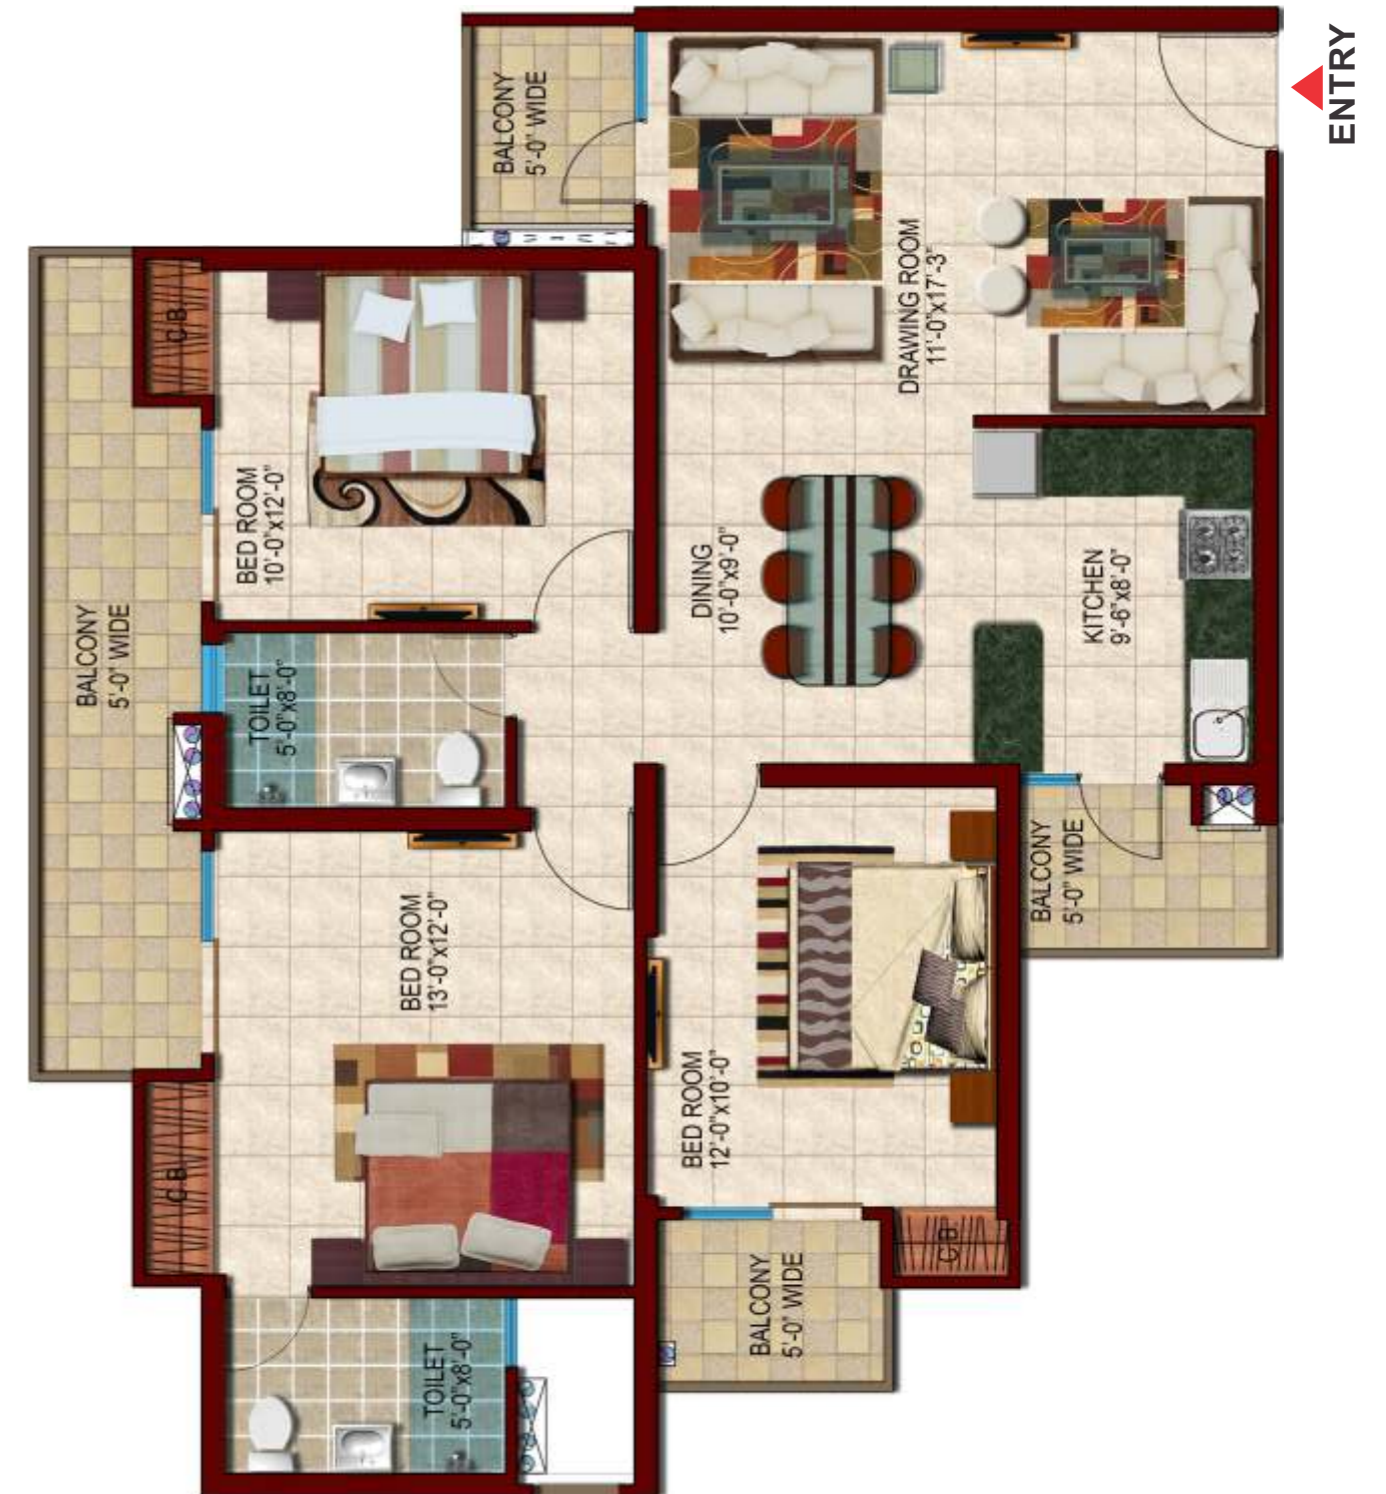 ENTRY
BALCONY
5'-0" WIDE
DRAWING ROOM
11'-0"x17'-3"
C.B.
BED ROOM
10'-0"x12'-0"
DINING
10'-0"x9'-0"
KITCHEN
9'-6"x8'-0"
BALCONY
5'-0" WIDE
TOILET
5'-0"x8'-0"
BALCONY
5'-0" WIDE
BED ROOM
13'-0"x12'-0"
BED ROOM
12'-0"x10'-0"
C.B.
C.B.
BALCONY
5'-0" WIDE
TOILET
5'-0"x8'-0"